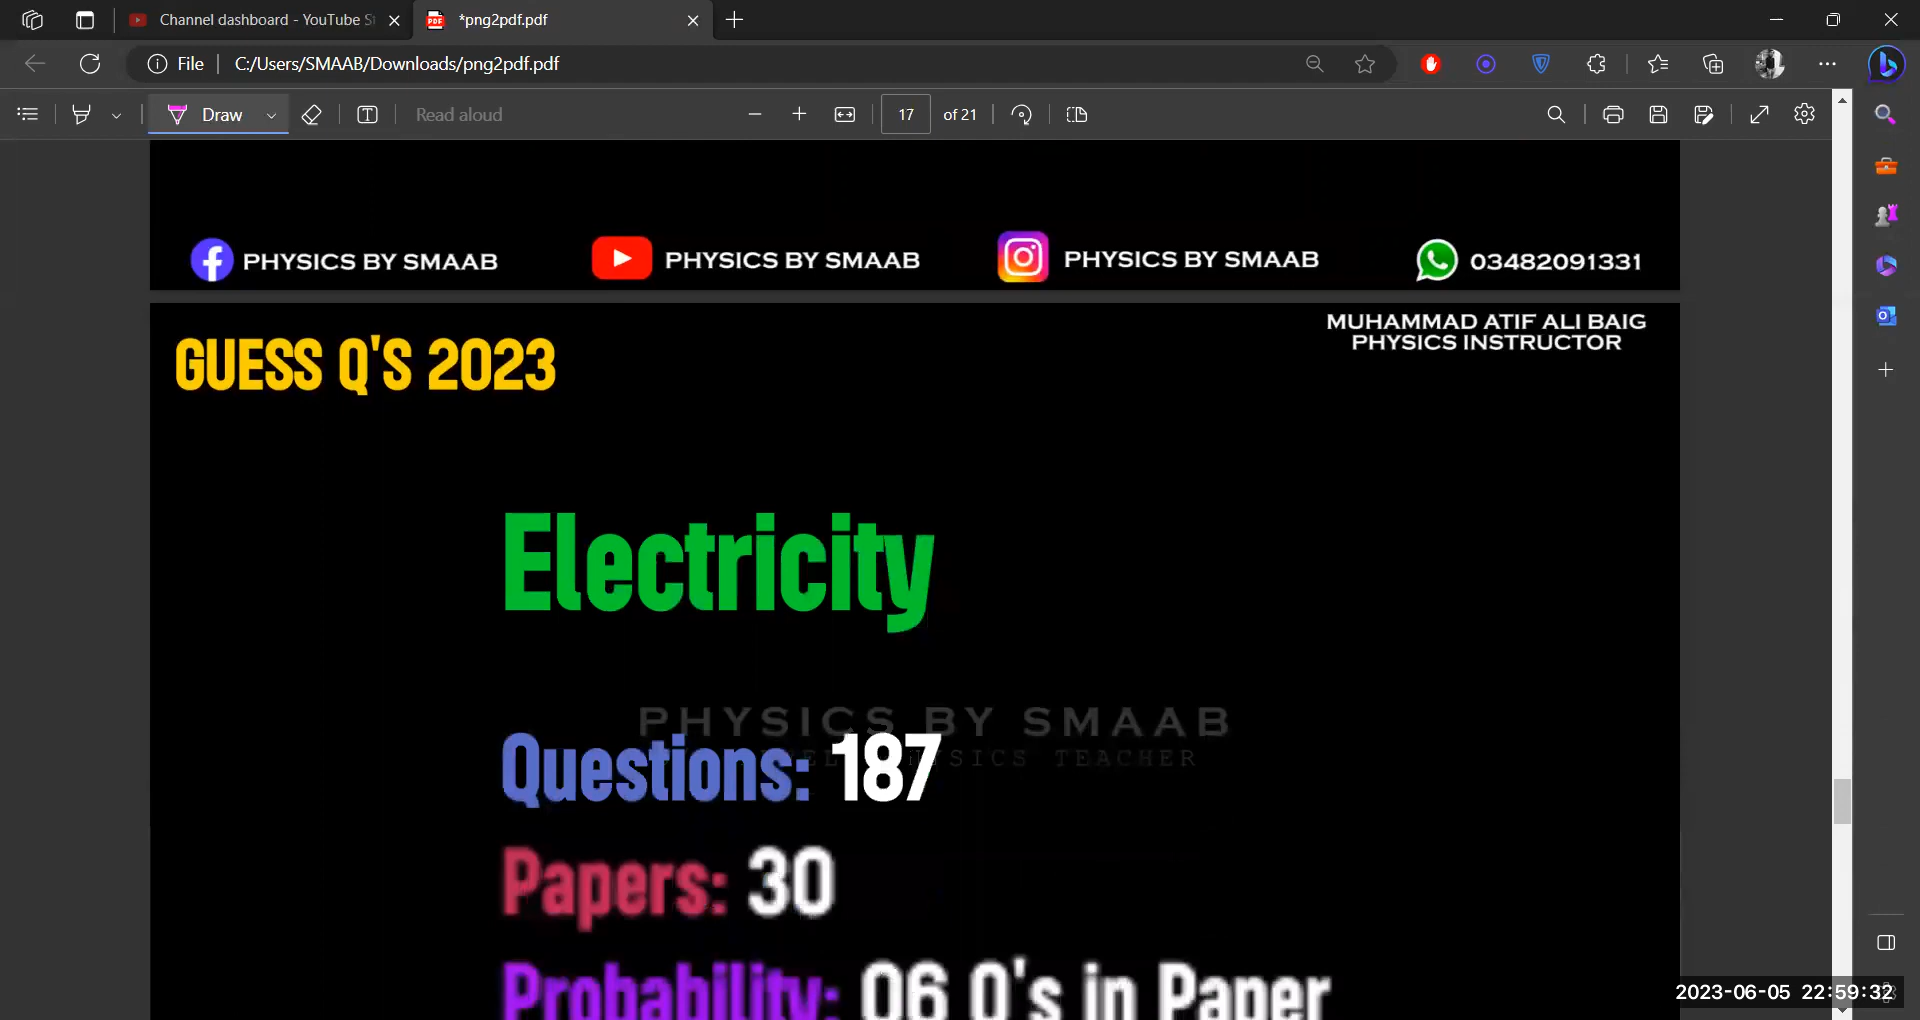 Channel dashboard - YouTube S
*png2pdf.pdf
File
C:/Users/SMAAB/Downloads/png2pdf.pdf
Draw
Read aloud
17 of 21
PHYSICS BY SMAAB
PHYSICS BY SMAAB
PHYSICS BY SMAAB
03482091331
MUHAMMAD ATIF ALI BAIG
PHYSICS INSTRUCTOR
GUESS Q'S 2023
Electricity
PHYSICS BY SMAAB
PHYSICS TEACHER
Questions: 187
Papers: 30
Probability: 06 Q's in Paper
2023-06-05 22:59:32